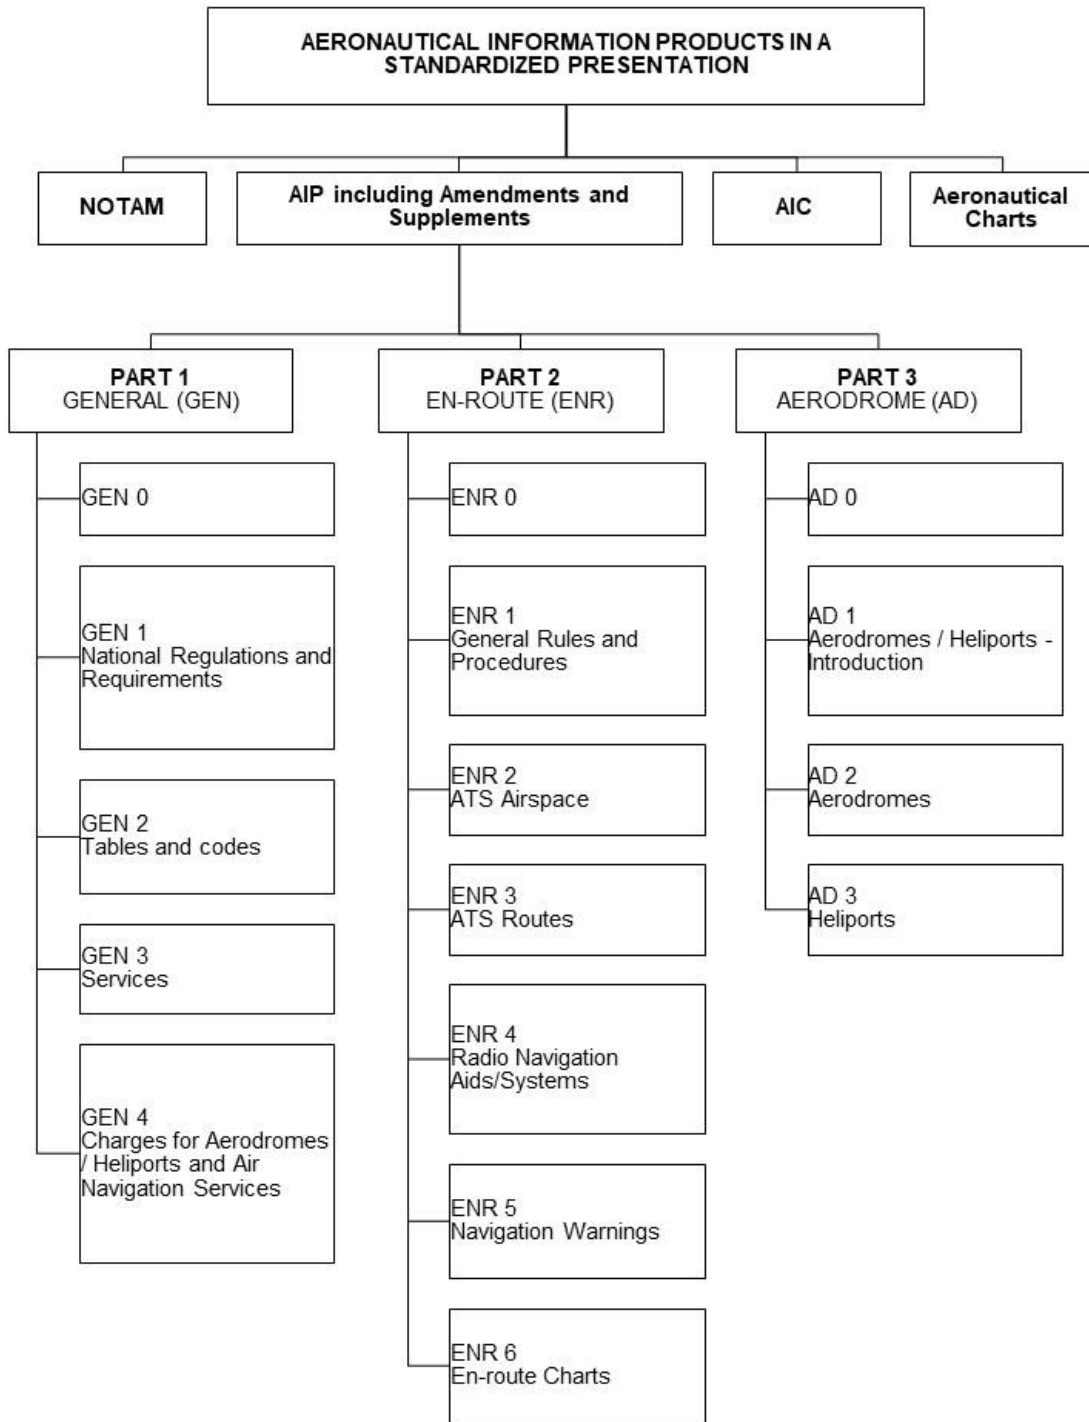 AERONAUTICAL INFORMATION PRODUCTS IN A
STANDARDIZED PRESENTATION
NOTAM
AIP including Amendments and
Supplements
AIC
Aeronautical
Charts
PART 1
GENERAL (GEN)
PART 2
EN-ROUTE (ENR)
PART 3
AERODROME (AD)
GEN 0
GEN 1
National Regulations and
Requirements
GEN 2
Tables and codes
GEN 3
Services
GEN 4
Charges for Aerodromes
/ Heliports and Air
Navigation Services
ENR 0
ENR 1
General Rules and
Procedures
ENR 2
ATS Airspace
ENR 3
ATS Routes
ENR 4
Radio Navigation
Aids/Systems
ENR 5
Navigation Warnings
ENR 6
En-route Charts
AD 0
AD 1
Aerodromes / Heliports -
Introduction
AD 2
Aerodromes
AD 3
Heliports